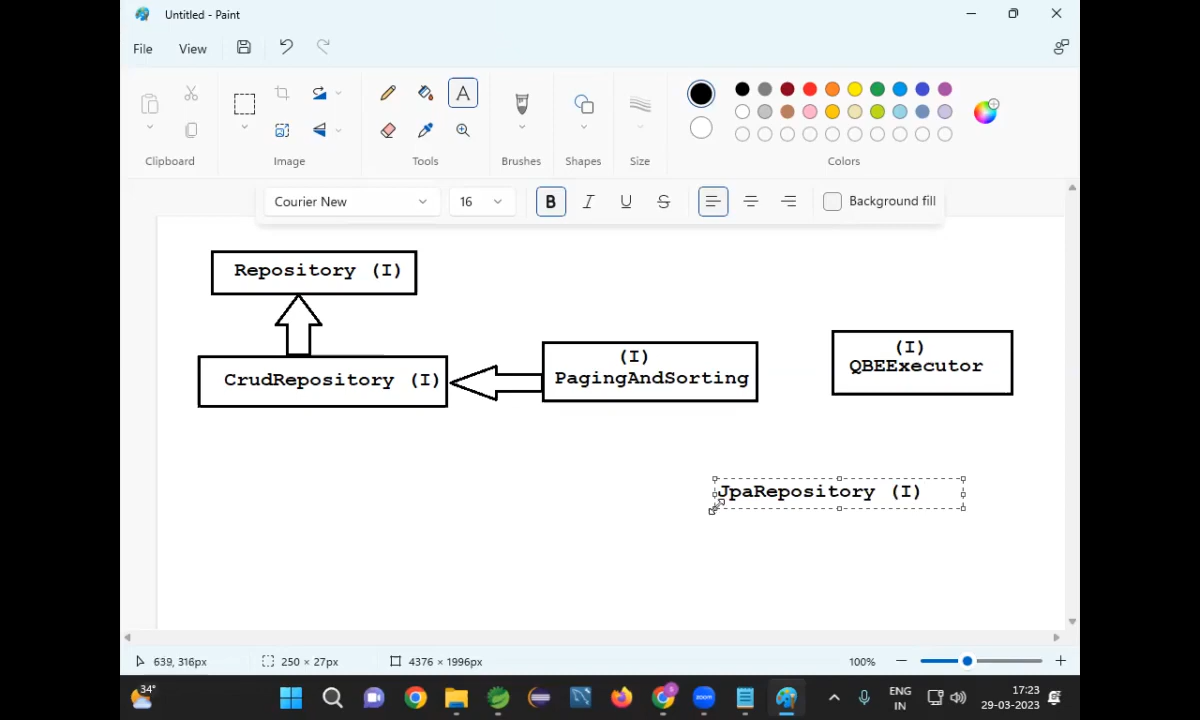 Untitled - Paint
File
View
Clipboard
Image
Tools
Brushes
Shapes
Size
Colors
Courier New
16
B
I
U
S
Background fill
Repository (I)
CrudRepository (I)
(I)
PagingAndSorting
(I)
QBEExecutor
JpaRepository (I)
639, 316px
250 × 27px
4376 × 1996px
100%
34°
zoom
ENG
IN
17:23
29-03-2023